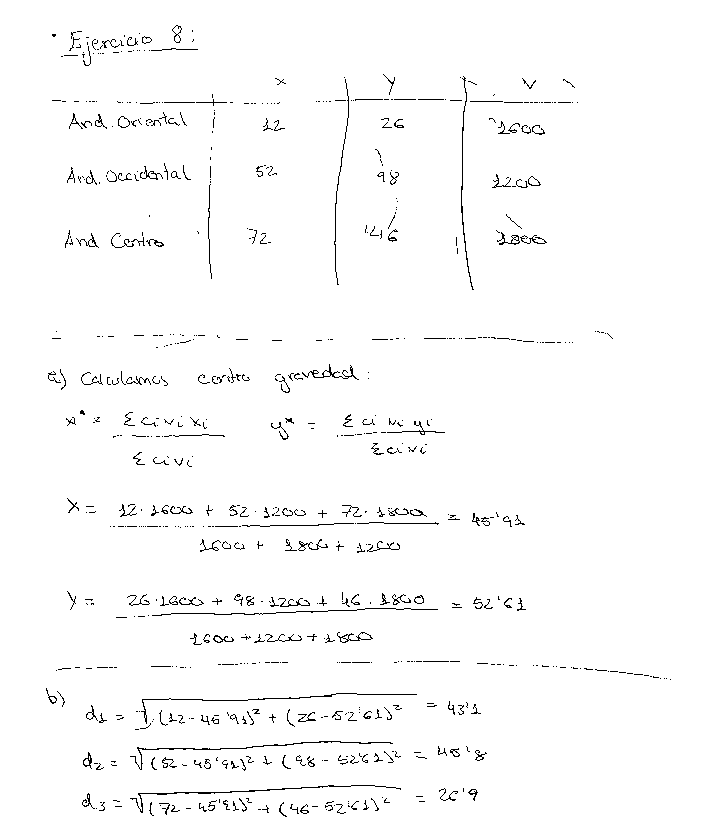 · Ejercicio 8:
x y V
And. Oriental 12 26 1600
And. Occidental 52 98 1200
And Centro 72 46 1800
a) Calculamos centro gravedad:
x* = Σ ci vi xi / Σ ci vi y* = Σ ci vi yi / Σ ci vi
X = 12·1600 + 52·1200 + 72·1800 / 1600 + 1800 + 1200 = 45'91
Y = 26·1600 + 98·1200 + 46·1800 / 1600 + 1200 + 1800 = 52'61
b)
d1 = √(12-45'91)² + (26-52'61)² = 43'1
d2 = √(52-45'91)² + (98-52'61)² = 45'8
d3 = √(72-45'91)² + (46-52'61)² = 26'9